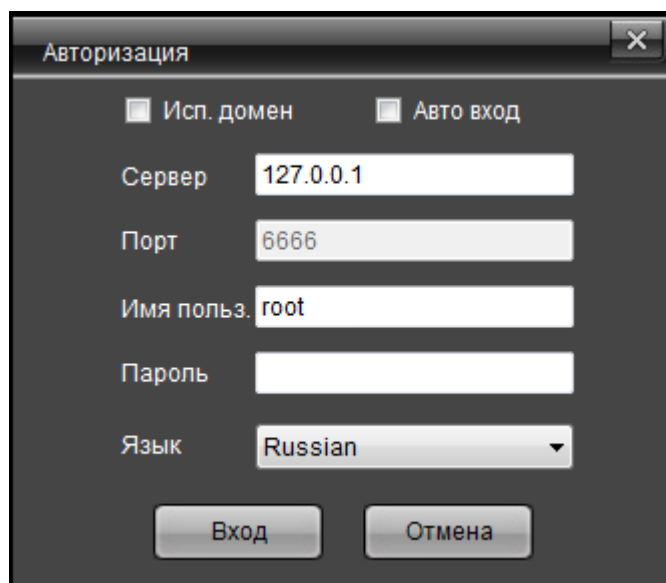 Авторизация
Исп. домен Авто вход
Сервер 127.0.0.1
Порт 6666
Имя польз. root
Пароль
Язык Russian
Вход Отмена